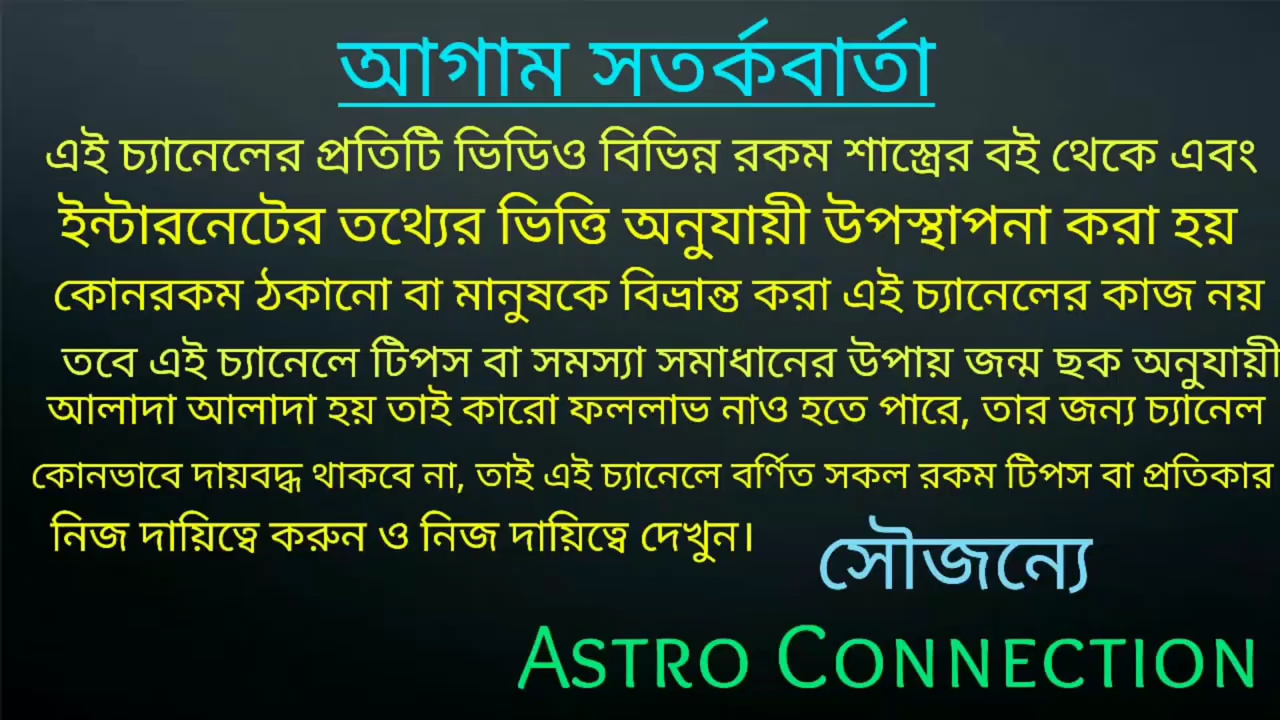 আগাম সতর্কবার্তা
এই চ্যানেলের প্রতিটি ভিডিও বিভিন্ন রকম শাস্ত্রের বই থেকে এবং
ইন্টারনেটের তথ্যের ভিত্তি অনুযায়ী উপস্থাপনা করা হয়
কোনরকম ঠকানো বা মানুষকে বিভ্রান্ত করা এই চ্যানেলের কাজ নয়
তবে এই চ্যানেলে টিপস বা সমস্যা সমাধানের উপায় জন্ম ছক অনুযায়ী
আলাদা আলাদা হয় তাই কারো ফললাভ নাও হতে পারে, তার জন্য চ্যানেল
কোনভাবে দায়বদ্ধ থাকবে না, তাই এই চ্যানেলে বর্ণিত সকল রকম টিপস বা প্রতিকার
নিজ দায়িত্বে করুন ও নিজ দায়িত্বে দেখুন।
সৌজন্যে
ASTRO CONNECTION